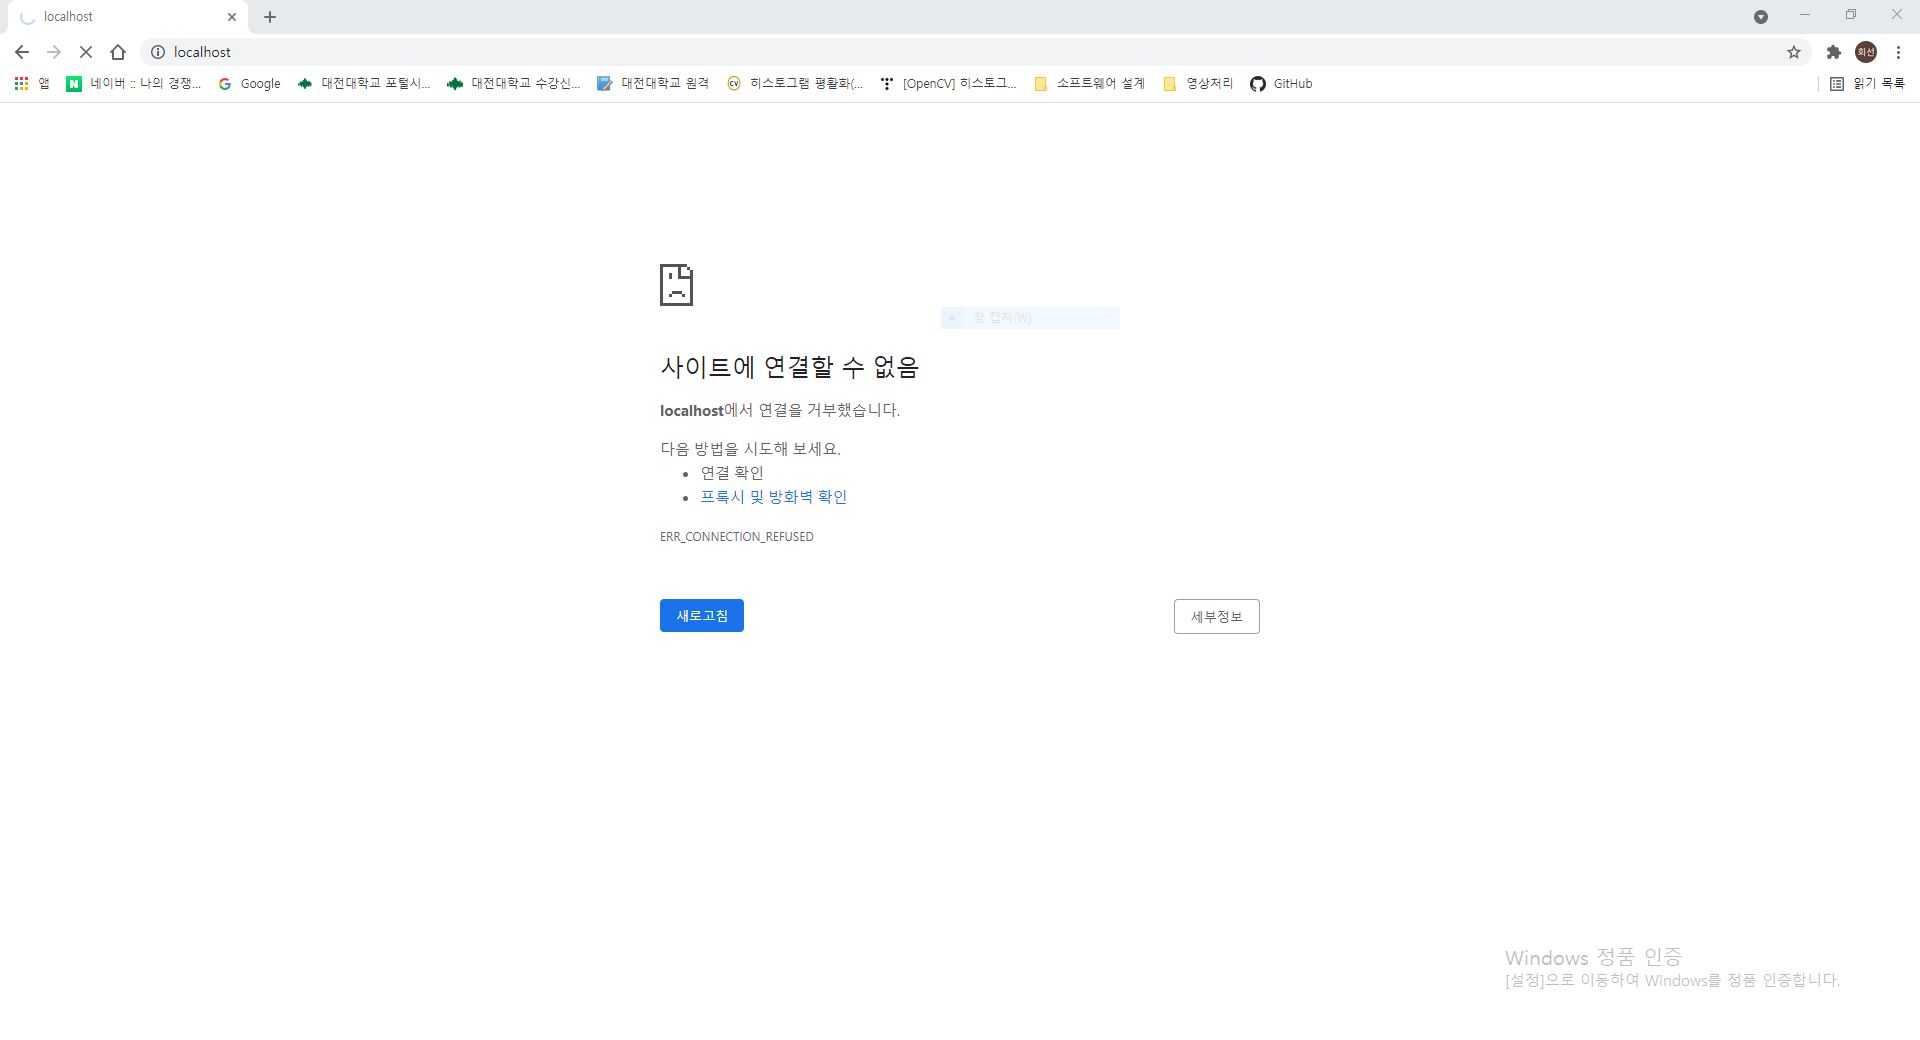 localhost
localhost
회선
앱
네이버 :: 나의 경쟁...
Google
대전대학교 포털시...
대전대학교 수강신...
대전대학교 원격
히스토그램 평활화(...
[OpenCV] 히스토그...
소프트웨어 설계
영상처리
GitHub
읽기 목록
창 캡처(W)
사이트에 연결할 수 없음
localhost에서 연결을 거부했습니다.
다음 방법을 시도해 보세요.
연결 확인
프록시 및 방화벽 확인
ERR_CONNECTION_REFUSED
새로고침
세부정보
Windows 정품 인증
[설정]으로 이동하여 Windows를 정품 인증합니다.